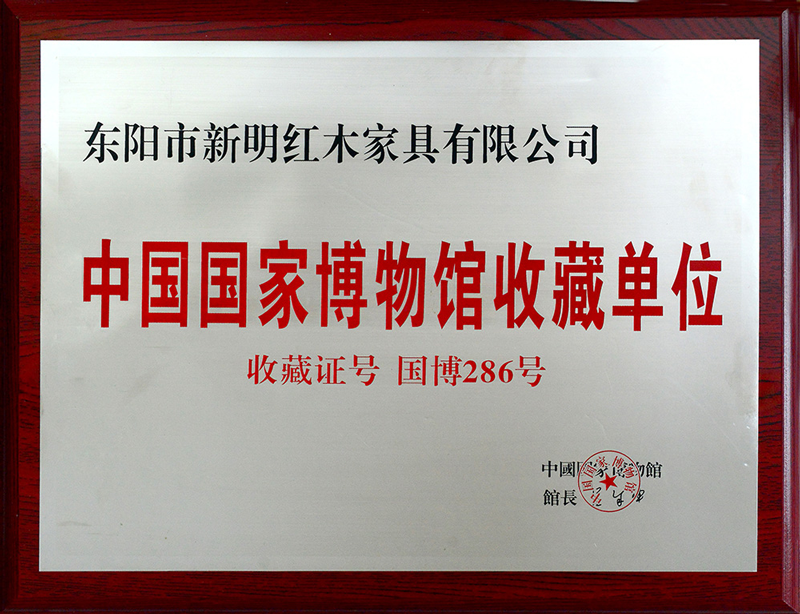 东阳市新明红木家具有限公司
中国国家博物馆收藏单位
收藏证号 国博286号
中國國家博物館
館長